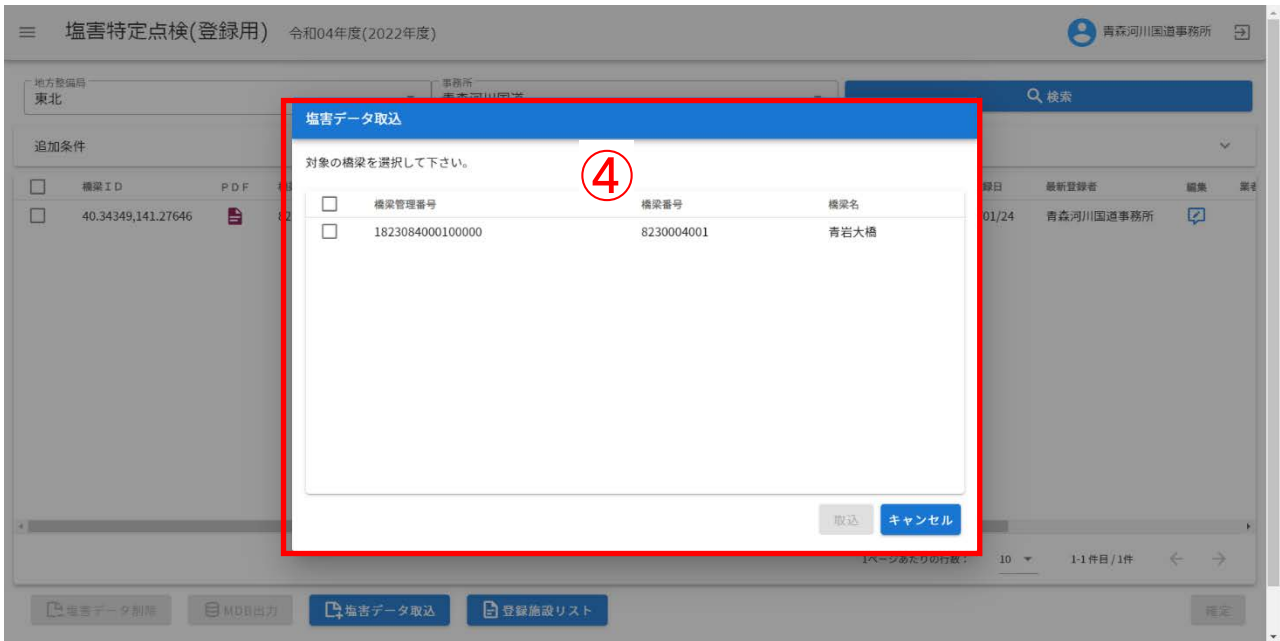 塩害特定点検(登録用) 令和04年度(2022年度) 青森河川国道事務所
地方整備局 事務所
東北 検索
塩害データ取込
追加条件
対象の橋梁を選択して下さい。
④
橋梁ID PDF 最新登録者 編集
橋梁管理番号 橋梁番号 橋梁名
40.34349,141.27646 01/24 青森河川国道事務所
1823084000100000 8230004001 青岩大橋
取込 キャンセル
1ページあたりの行数: 10 1-1 件目 / 1件
塩害データ削除 MDB出力 塩害データ取込 登録施設リスト 確定